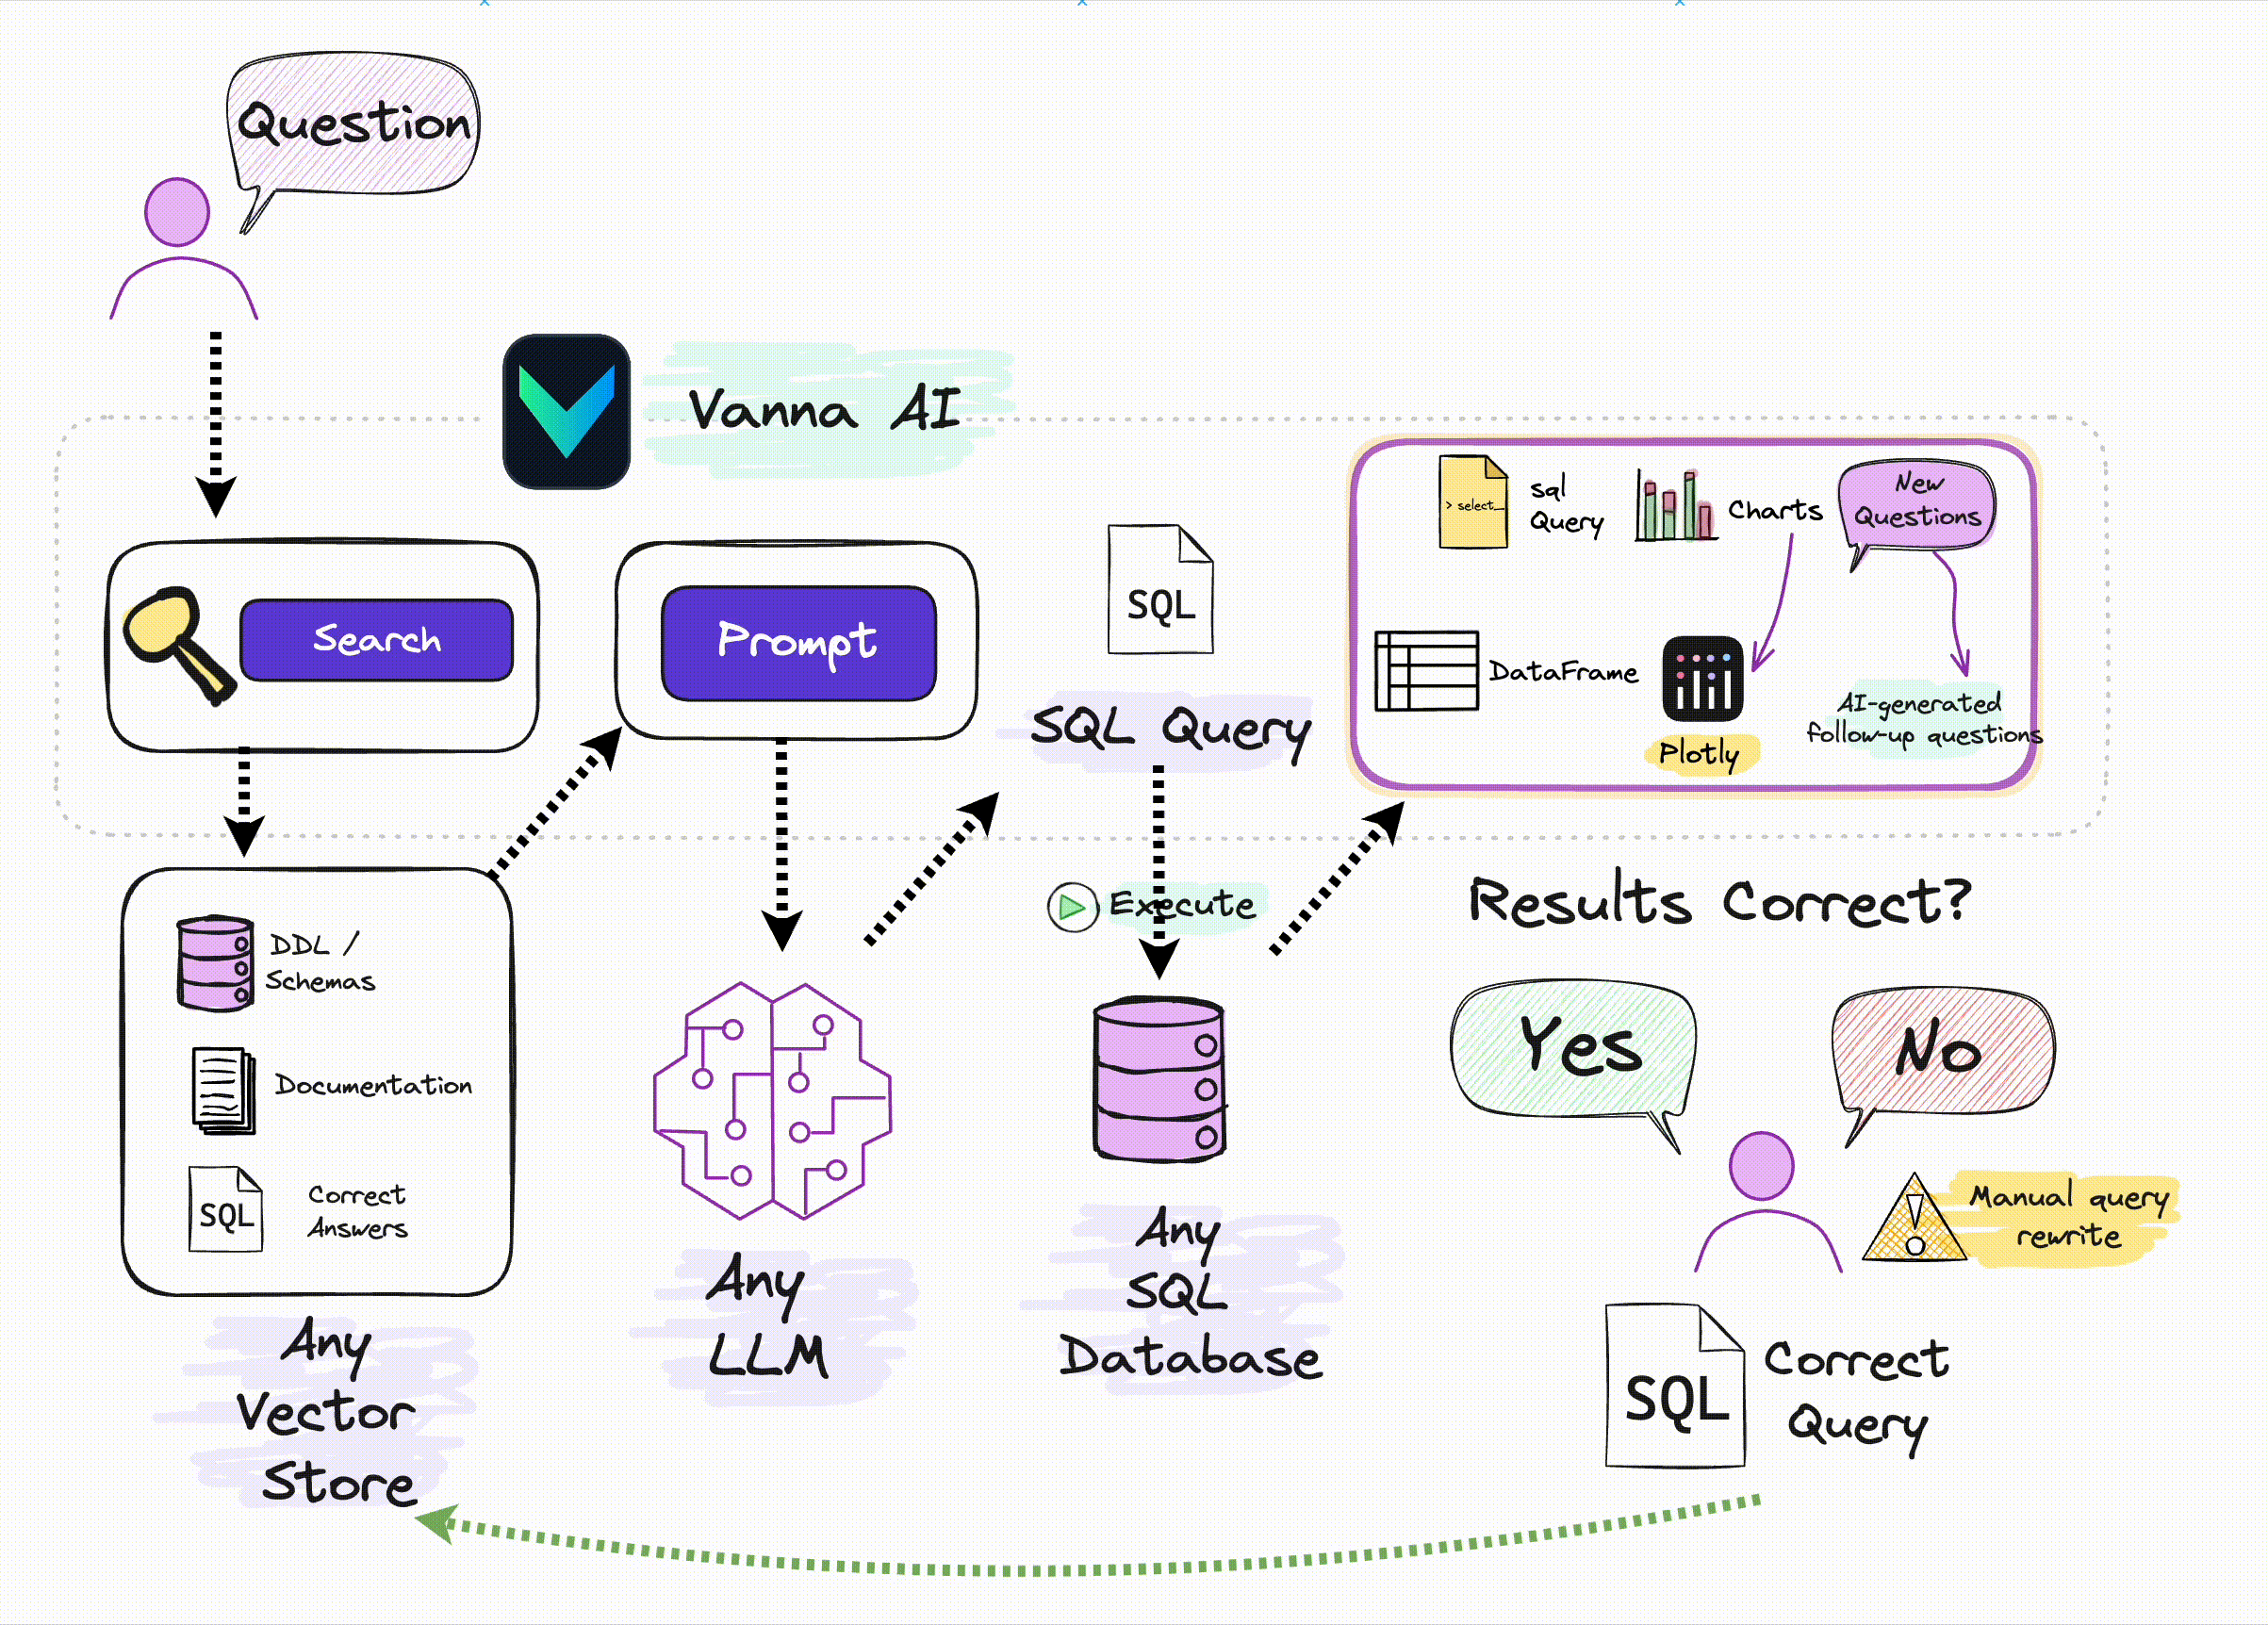 Question
Vanna AI
Search
Prompt
SQL
SQL Query
> select_
sql
Query
Charts
New
Questions
DataFrame
Plotly
AI-generated
follow-up questions
DDL /
Schemas
Documentation
SQL
Correct
Answers
Any
Vector
Store
Any
LLM
Execute
Any
SQL
Database
Results Correct?
Yes
No
Manual query
rewrite
SQL
Correct
Query